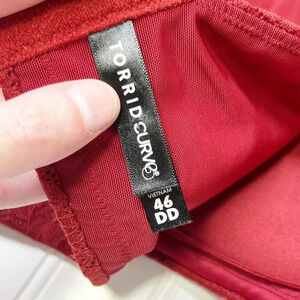 TORRID CURVE
VIETNAM
46
DD